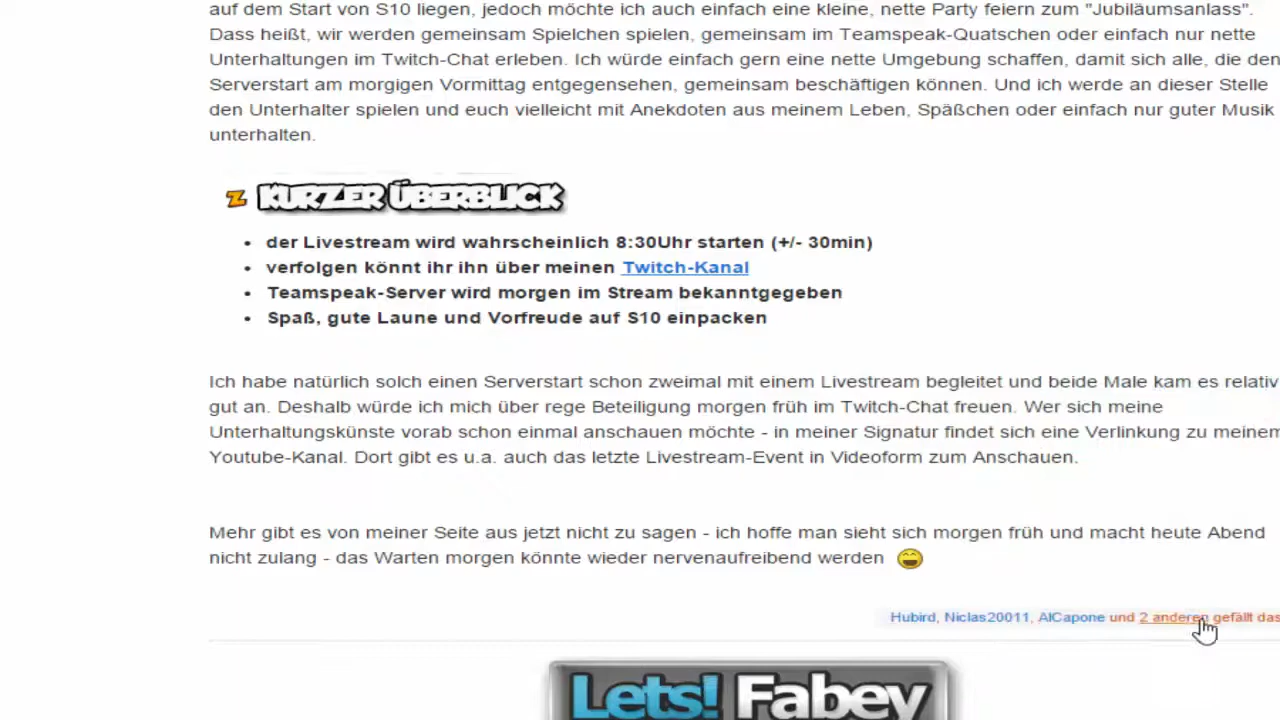 auf dem Start von S10 liegen, jedoch möchte ich auch einfach eine kleine, nette Party feiern zum "Jubiläumsanlass".
Dass heißt, wir werden gemeinsam Spielchen spielen, gemeinsam im Teamspeak-Quatschen oder einfach nur nette
Unterhaltungen im Twitch-Chat erleben. Ich würde einfach gern eine nette Umgebung schaffen, damit sich alle, die den
Serverstart am morgigen Vormittag entgegensehen, gemeinsam beschäftigen können. Und ich werde an dieser Stelle
den Unterhalter spielen und euch vielleicht mit Anekdoten aus meinem Leben, Späßchen oder einfach nur guter Musik
unterhalten.
Z KURZER ÜBERBLICK
• der Livestream wird wahrscheinlich 8:30Uhr starten (+/- 30min)
• verfolgen könnt ihr ihn über meinen Twitch-Kanal
• Teamspeak-Server wird morgen im Stream bekanntgegeben
• Spaß, gute Laune und Vorfreude auf S10 einpacken
Ich habe natürlich solch einen Serverstart schon zweimal mit einem Livestream begleitet und beide Male kam es relativ
gut an. Deshalb würde ich mich über rege Beteiligung morgen früh im Twitch-Chat freuen. Wer sich meine
Unterhaltungskünste vorab schon einmal anschauen möchte - in meiner Signatur findet sich eine Verlinkung zu meinem
Youtube-Kanal. Dort gibt es u.a. auch das letzte Livestream-Event in Videoform zum Anschauen.
Mehr gibt es von meiner Seite aus jetzt nicht zu sagen - ich hoffe man sieht sich morgen früh und macht heute Abend
nicht zulang - das Warten morgen könnte wieder nervenaufreibend werden
Hubird, Niclas20011, AlCapone und 2 anderen gefällt das
Lets! Fabey